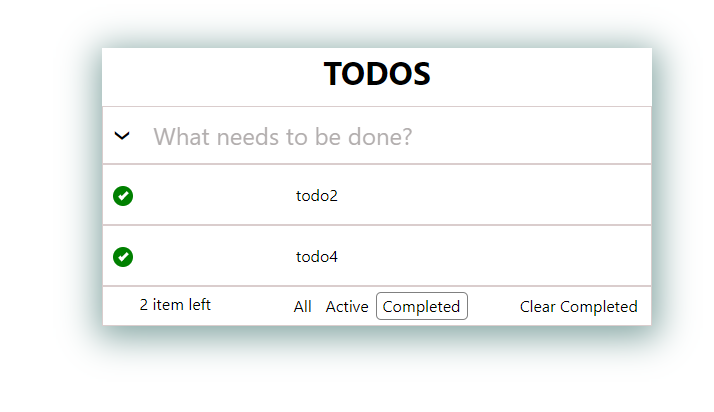 TODOS
What needs to be done?
todo2
todo4
2 item left All Active Completed Clear Completed